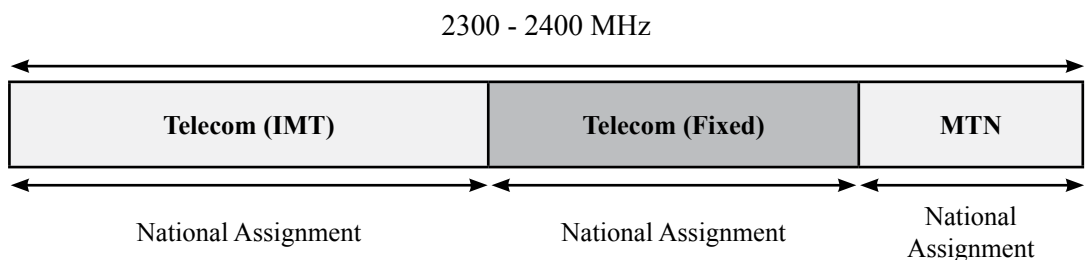 2300 - 2400 MHz
Telecom (IMT)
Telecom (Fixed)
MTN
National Assignment
National Assignment
National
Assignment